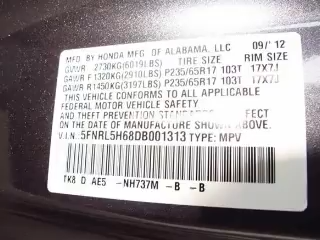 MFD. BY HONDA MFG. OF ALABAMA, LLC 09/'12
GVWR 2730KG(6019LBS) TIRE SIZE RIM SIZE
GAWR F1320KG(2910LBS) P235/65R17 103T 17X7J
GAWR R1450KG(3197LBS) P235/65R17 103T 17X7J
THIS VEHICLE CONFORMS TO ALL APPLICABLE
FEDERAL MOTOR VEHICLE SAFETY AND
THEFT PREVENTION STANDARDS IN EFFECT
ON THE DATE OF MANUFACTURE SHOWN ABOVE.
V.I.N. 5FNRL5H68DB001313 TYPE: MPV
TK8 D AE5 -NH737M -B -B